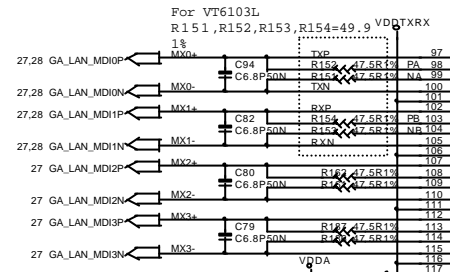 For VT6103L
R151,R152,R153,R154=49.9
1%
VDDTXRX
27,28 GA_LAN_MDI0P MX0+ TXP 97
C94 R152 47.5R1% PA 98
C6.8P50N R151 47.5R1% NA 99
27,28 GA_LAN_MDI0N MX0- TXN 100
101
27,28 GA_LAN_MDI1P MX1+ RXP 102
C82 R154 47.5R1% PB 103
C6.8P50N R153 47.5R1% NB 104
27,28 GA_LAN_MDI1N MX1- RXN 105
106
27 GA_LAN_MDI2P MX2+ 107
C80 47.5R1% 108
C6.8P50N 47.5R1% 109
27 GA_LAN_MDI2N MX2- 110
111
27 GA_LAN_MDI3P MX3+ 112
C79 47.5R1% 113
C6.8P50N 47.5R1% 114
27 GA_LAN_MDI3N MX3- 115
VDDA 116
117